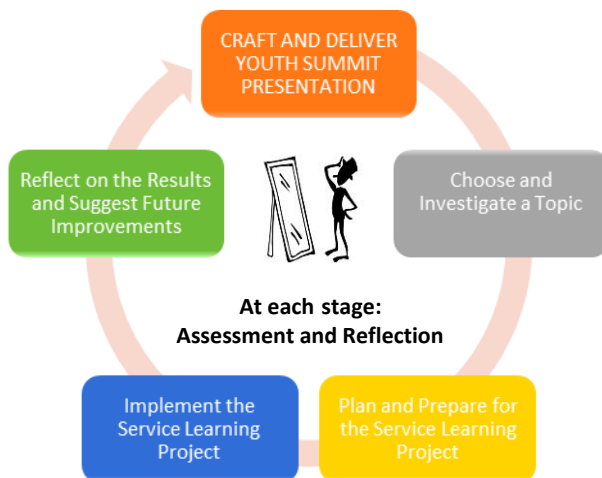 CRAFT AND DELIVER
YOUTH SUMMIT
PRESENTATION
Choose and
Investigate a Topic
Plan and Prepare for
the Service Learning
Project
Implement the
Service Learning
Project
Reflect on the Results
and Suggest Future
Improvements
At each stage:
Assessment and Reflection